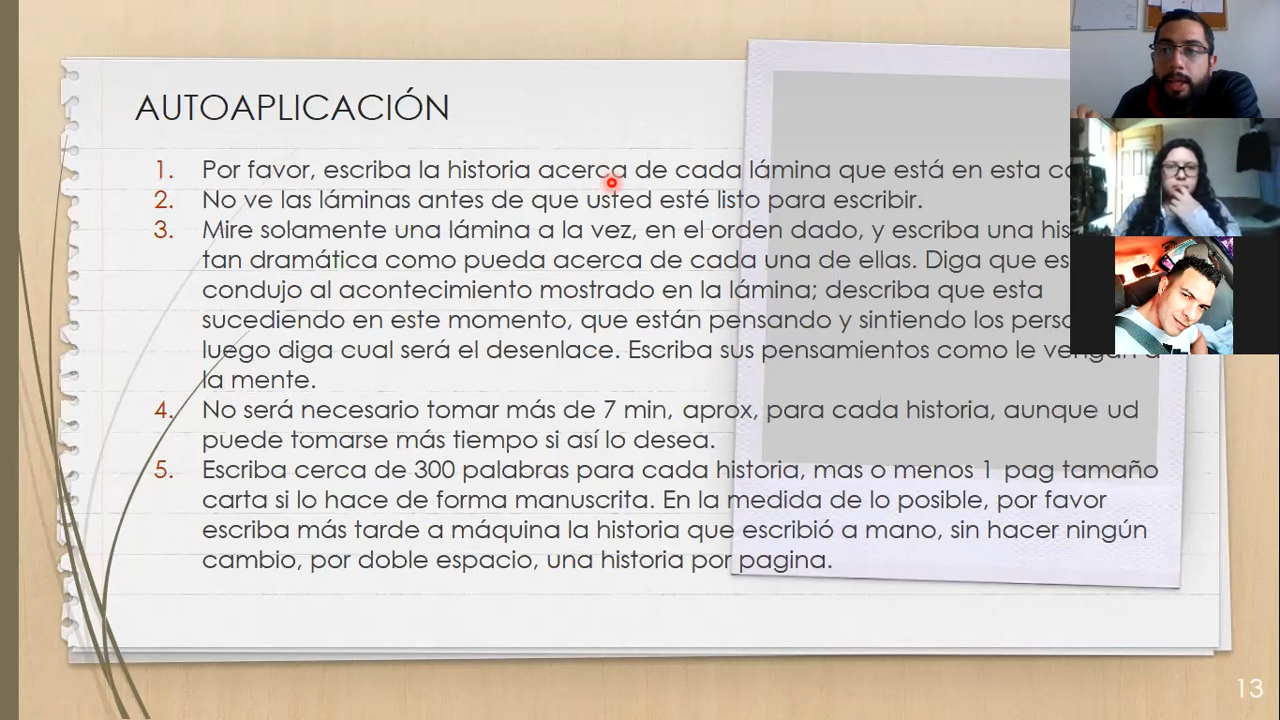 AUTOAPLICACIÓN
1. Por favor, escriba la historia acerca de cada lámina que está en esta
2. No ve las láminas antes de que usted esté listo para escribir.
3. Mire solamente una lámina a la vez, en el orden dado, y escriba una
tan dramática como pueda acerca de cada una de ellas. Diga que
condujo al acontecimiento mostrado en la lámina; describa que esta
sucediendo en este momento, que están pensando y sintiendo los
luego diga cual será el desenlace. Escriba sus pensamientos como le vengan a
la mente.
4. No será necesario tomar más de 7 min, aprox, para cada historia, aunque ud
puede tomarse más tiempo si así lo desea.
5. Escriba cerca de 300 palabras para cada historia, mas o menos 1 pag tamaño
carta si lo hace de forma manuscrita. En la medida de lo posible, por favor
escriba más tarde a máquina la historia que escribió a mano, sin hacer ningún
cambio, por doble espacio, una historia por pagina.
13